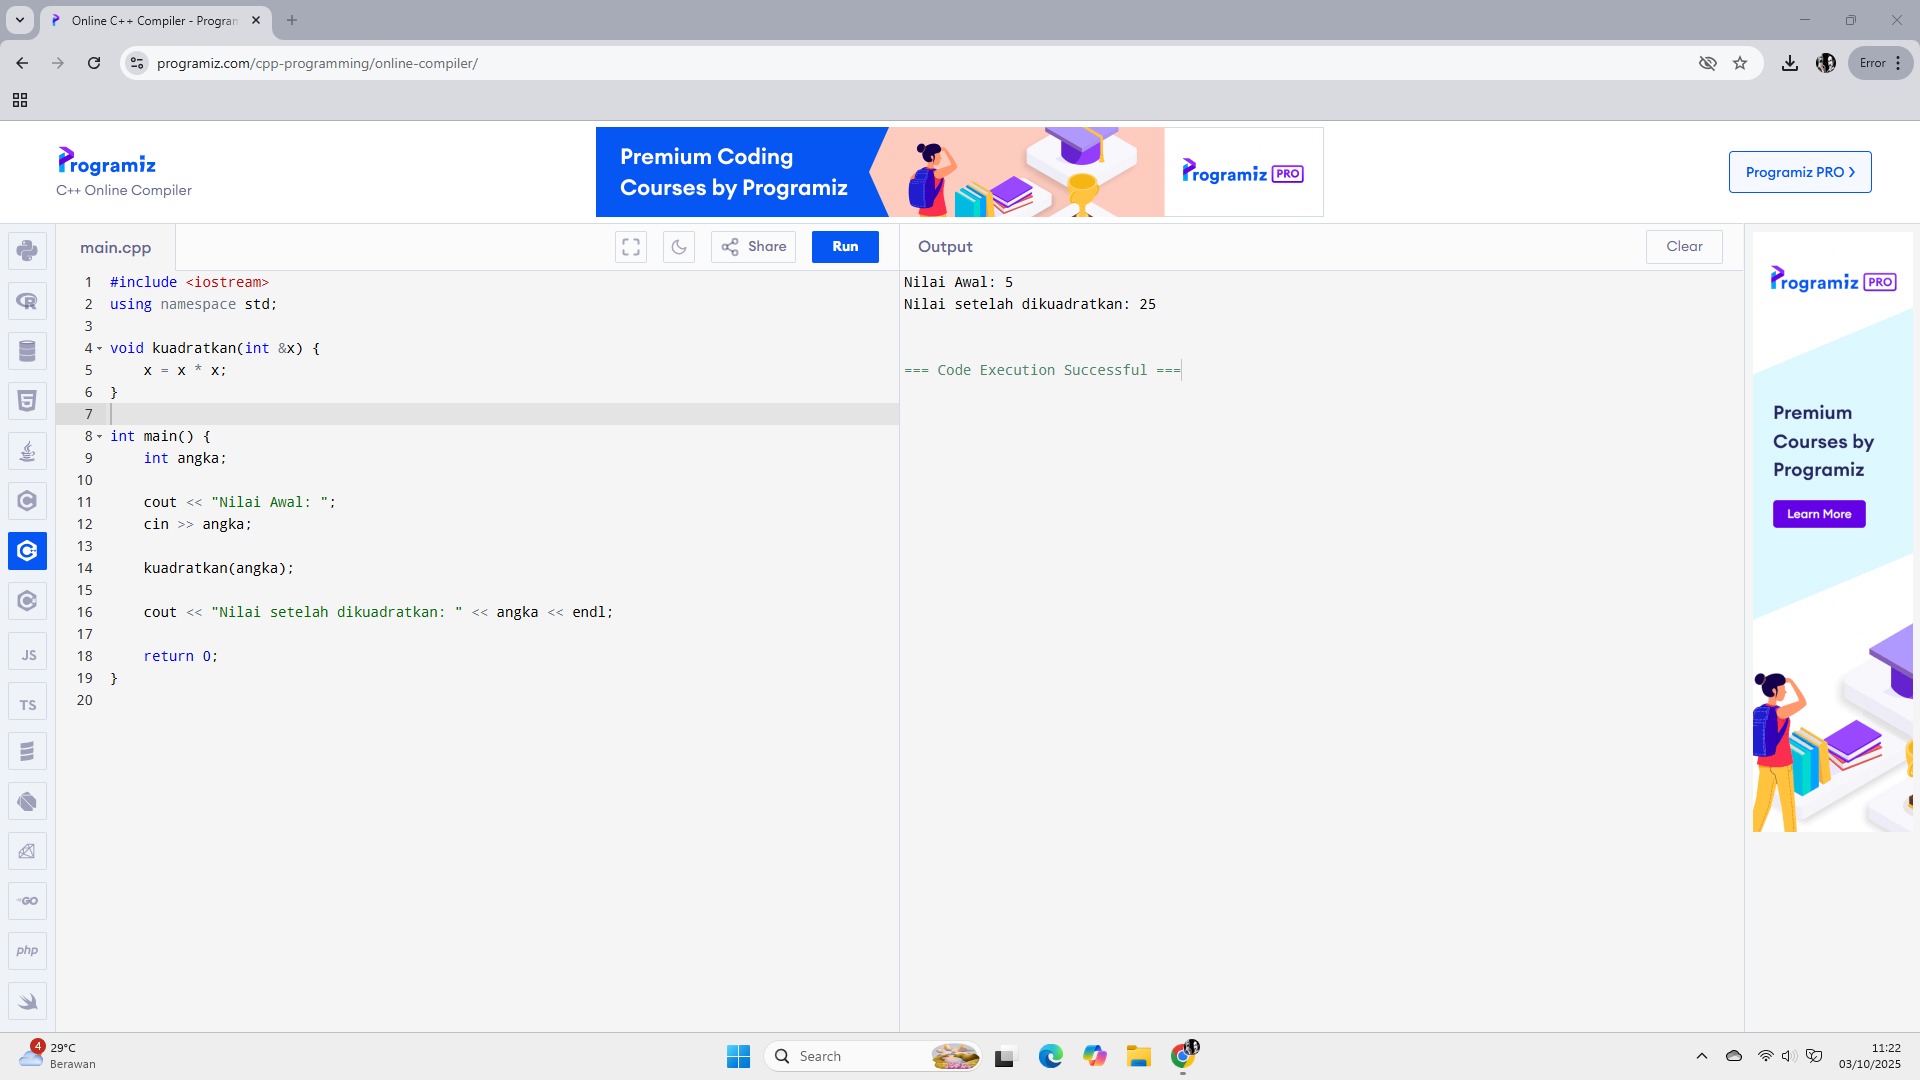 Online C++ Compiler - Program
programiz.com/cpp-programming/online-compiler/
Error
Programiz
C++ Online Compiler
Premium Coding
Courses by Programiz
Programiz PRO
Programiz PRO
main.cpp
Share
Run
Output
Clear
1 #include <iostream>
2 using namespace std;
3
4 void kuadratkan(int &x) {
5     x = x * x;
6 }
7
8 int main() {
9     int angka;
10
11     cout << "Nilai Awal: ";
12     cin >> angka;
13
14     kuadratkan(angka);
15
16     cout << "Nilai setelah dikuadratkan: " << angka << endl;
17
18     return 0;
19 }
20
Nilai Awal: 5
Nilai setelah dikuadratkan: 25
=== Code Execution Successful ===
Programiz PRO
Premium
Courses by
Programiz
Learn More
R
5
C
C
C
JS
TS
GO
php
4
29°C
Berawan
Search
11:22
03/10/2025